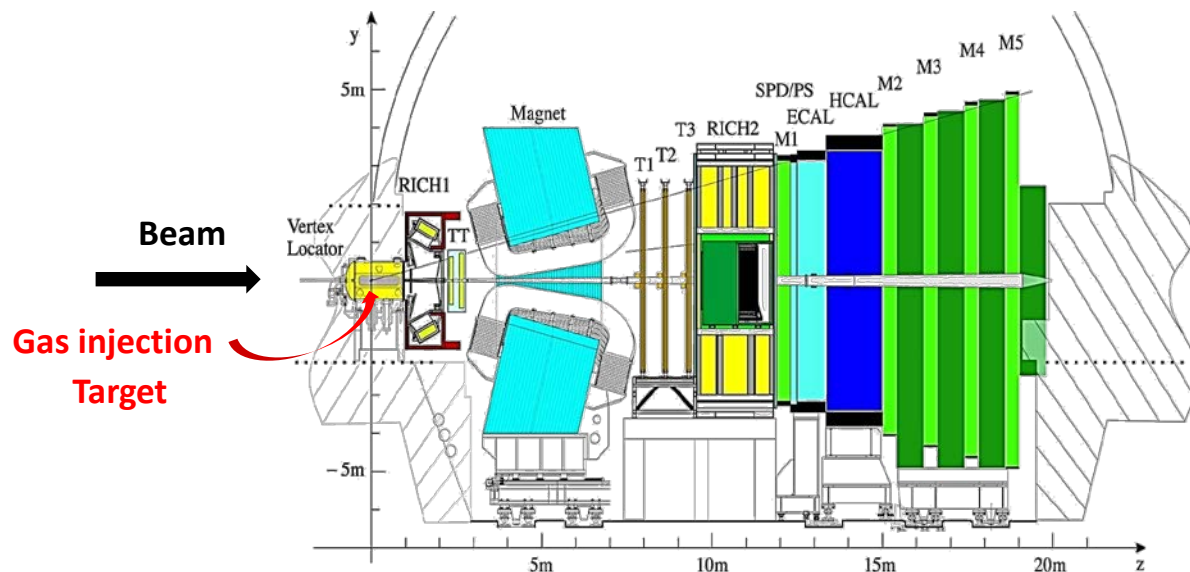 y
5m
Magnet
RICH1
Vertex
Locator
TT
T1
T2
T3
RICH2
M1
SPD/PS
ECAL
HCAL
M2
M3
M4
M5
Beam
Gas injection
Target
−5m
5m
10m
15m
20m
z